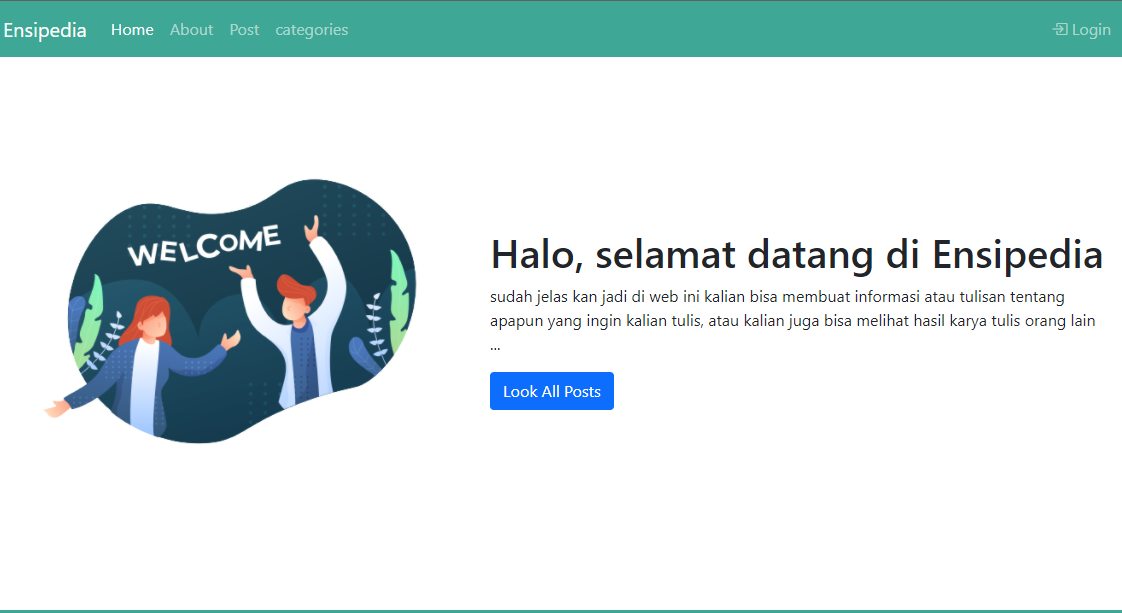 Ensipedia Home About Post categories Login
WELCOME
Halo, selamat datang di Ensipedia
sudah jelas kan jadi di web ini kalian bisa membuat informasi atau tulisan tentang
apapun yang ingin kalian tulis, atau kalian juga bisa melihat hasil karya tulis orang lain
...
Look All Posts